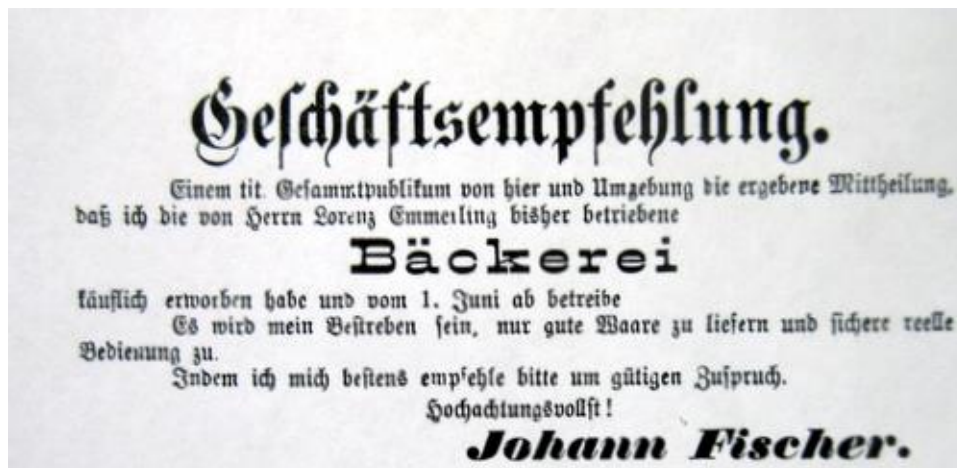 Geschäftsempfehlung.
Einem tit. Gesammtpublikum von hier und Umgebung die ergebene Mittheilung,
daß ich die von Herrn Lorenz Emmerling bisher betriebene
Bäckerei
käuflich erworben habe und vom 1. Juni ab betreibe
Es wird mein Bestreben sein, nur gute Waare zu liefern und sichere reelle
Bedienung zu.
Indem ich mich bestens empfehle bitte um gütigen Zuspruch.
Hochachtungsvollst!
Johann Fischer.